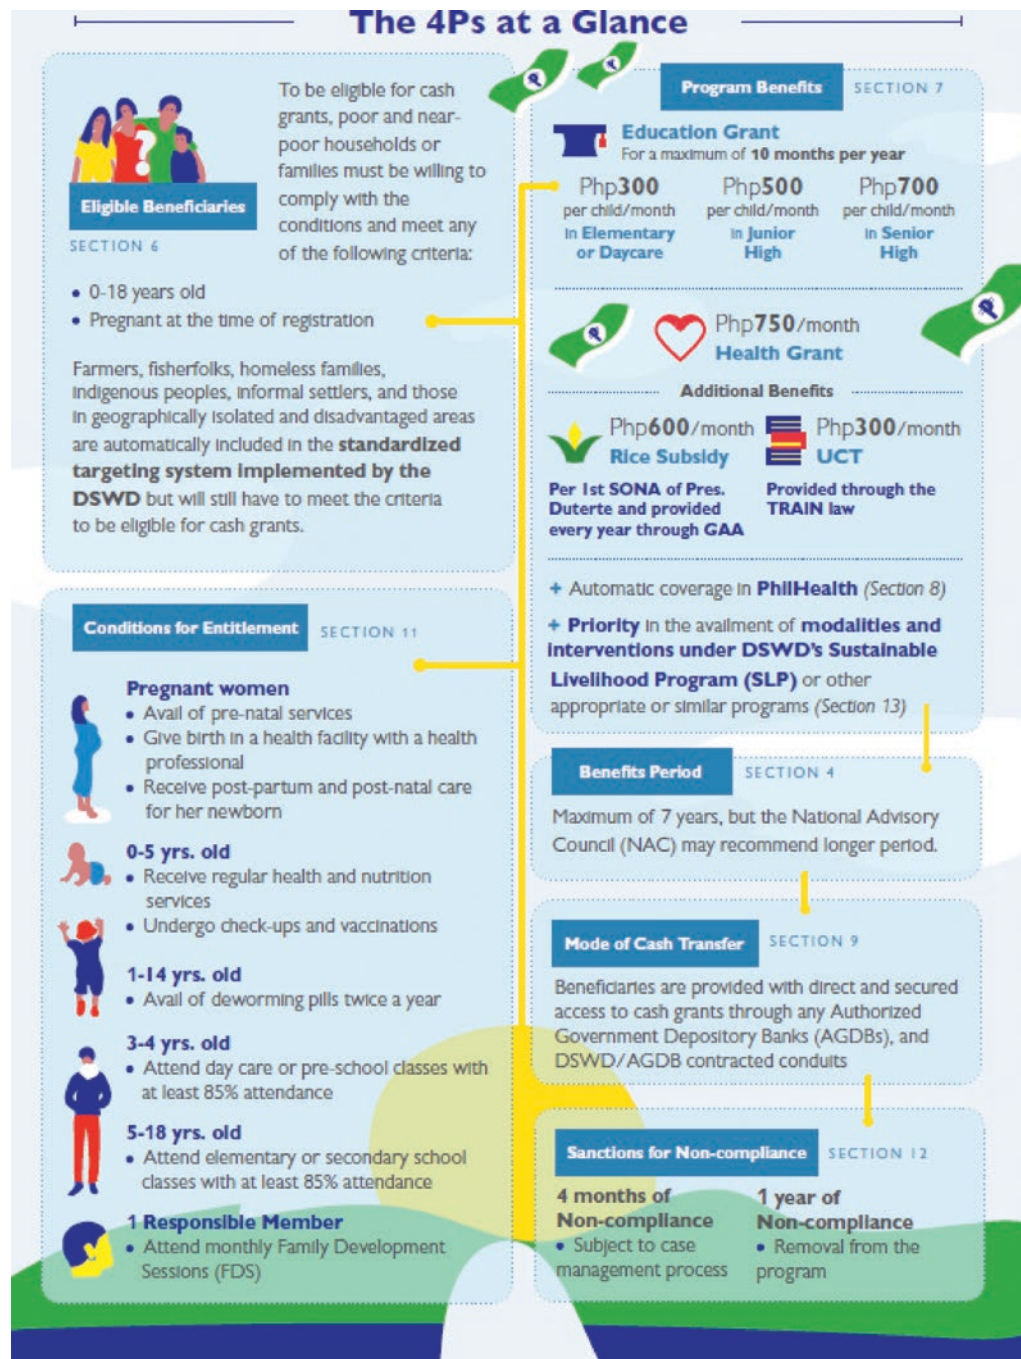 The 4Ps at a Glance
Eligible Beneficiaries
SECTION 6
To be eligible for cash
grants, poor and near-
poor households or
families must be willing to
comply with the
conditions and meet any
of the following criteria:
• 0-18 years old
• Pregnant at the time of registration
Farmers, fisherfolks, homeless families,
indigenous peoples, informal settlers, and those
in geographically isolated and disadvantaged areas
are automatically included in the standardized
targeting system implemented by the
DSWD but will still have to meet the criteria
to be eligible for cash grants.
Conditions for Entitlement SECTION 11
Pregnant women
• Avail of pre-natal services
• Give birth in a health facility with a health
professional
• Receive post-partum and post-natal care
for her newborn
0-5 yrs. old
• Receive regular health and nutrition
services
• Undergo check-ups and vaccinations
1-14 yrs. old
• Avail of deworming pills twice a year
3-4 yrs. old
• Attend day care or pre-school classes with
at least 85% attendance
5-18 yrs. old
• Attend elementary or secondary school
classes with at least 85% attendance
1 Responsible Member
• Attend monthly Family Development
Sessions (FDS)
Program Benefits SECTION 7
Education Grant
For a maximum of 10 months per year
Php300
per child/month
in Elementary
or Daycare
Php500
per child/month
in Junior
High
Php700
per child/month
in Senior
High
Php750/month
Health Grant
Additional Benefits
Php600/month
Rice Subsidy
Per 1st SONA of Pres.
Duterte and provided
every year through GAA
Php300/month
UCT
Provided through the
TRAIN law
+ Automatic coverage in PhilHealth (Section 8)
+ Priority in the availment of modalities and
interventions under DSWD's Sustainable
Livelihood Program (SLP) or other
appropriate or similar programs (Section 13)
Benefits Period SECTION 4
Maximum of 7 years, but the National Advisory
Council (NAC) may recommend longer period.
Mode of Cash Transfer SECTION 9
Beneficiaries are provided with direct and secured
access to cash grants through any Authorized
Government Depository Banks (AGDBs), and
DSWD/AGDB contracted conduits
Sanctions for Non-compliance SECTION 12
4 months of
Non-compliance
• Subject to case
management process
1 year of
Non-compliance
• Removal from the
program